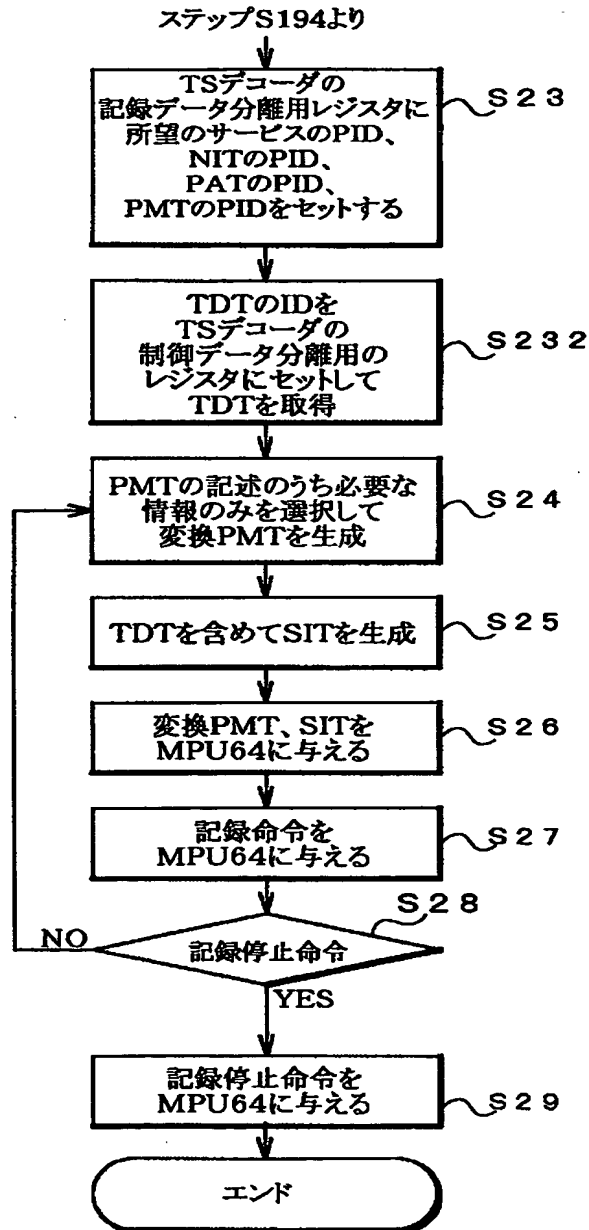 ステップS194より
TSデコーダの
記録データ分離用レジスタに
所望のサービスのPID、
NITのPID、
PATのPID、
PMTのPIDをセットする
S23
TDTのIDを
TSデコーダの
制御データ分離用の
レジスタにセットして
TDTを取得
S232
PMTの記述のうち必要な
情報のみを選択して
変換PMTを生成
S24
TDTを含めてSITを生成
S25
変換PMT、SITを
MPU64に与える
S26
記録命令を
MPU64に与える
S27
S28
記録停止命令
NO
YES
記録停止命令を
MPU64に与える
S29
エンド